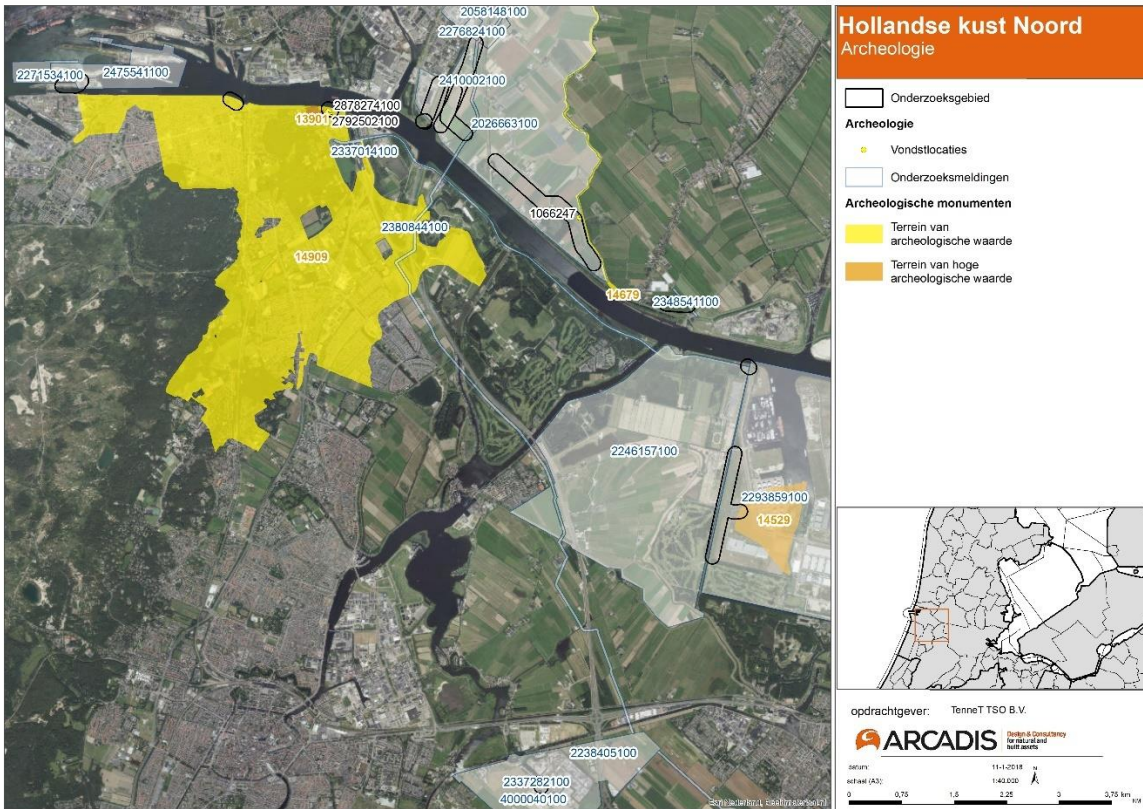 2058148100
2276824100
2271534100
2475541100
2410002100
2878274100
13901
2792502100
2026663100
2337014100
1066247
2380844100
14909
14679
2348541100
2246157100
2293859100
14529
2238405100
2337282100
4000040100
Hollandse kust Noord
Archeologie
Onderzoeksgebied
Archeologie
Vondstlocaties
Onderzoeksmeldingen
Archeologische monumenten
Terrein van
archeologische waarde
Terrein van hoge
archeologische waarde
opdrachtgever: TenneT TSO B.V.
ARCADIS
Design & Consultancy
for natural and
built assets
datum: 11-1-2018
N
schaal (A3): 1:40.000
0 0,75 1,5 2,25 3 3,75 km